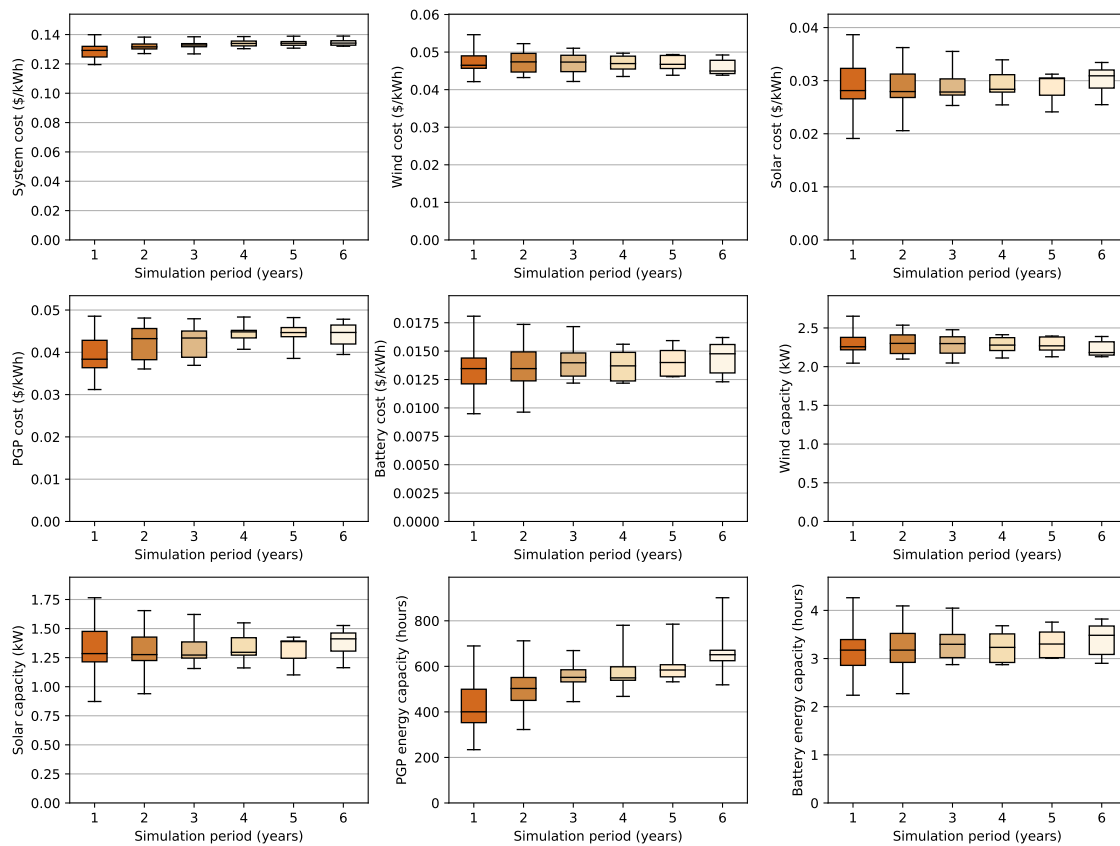 System cost ($/kWh)
0.14
0.12
0.10
0.08
0.06
0.04
0.02
0.00
1 2 3 4 5 6
Simulation period (years)
Wind cost ($/kWh)
0.06
0.05
0.04
0.03
0.02
0.01
0.00
1 2 3 4 5 6
Simulation period (years)
Solar cost ($/kWh)
0.04
0.03
0.02
0.01
0.00
1 2 3 4 5 6
Simulation period (years)
PGP cost ($/kWh)
0.05
0.04
0.03
0.02
0.01
0.00
1 2 3 4 5 6
Simulation period (years)
Battery cost ($/kWh)
0.0175
0.0150
0.0125
0.0100
0.0075
0.0050
0.0025
0.0000
1 2 3 4 5 6
Simulation period (years)
Wind capacity (kW)
2.5
2.0
1.5
1.0
0.5
0.0
1 2 3 4 5 6
Simulation period (years)
Solar capacity (kW)
1.75
1.50
1.25
1.00
0.75
0.50
0.25
0.00
1 2 3 4 5 6
Simulation period (years)
PGP energy capacity (hours)
800
600
400
200
0
1 2 3 4 5 6
Simulation period (years)
Battery energy capacity (hours)
4
3
2
1
0
1 2 3 4 5 6
Simulation period (years)